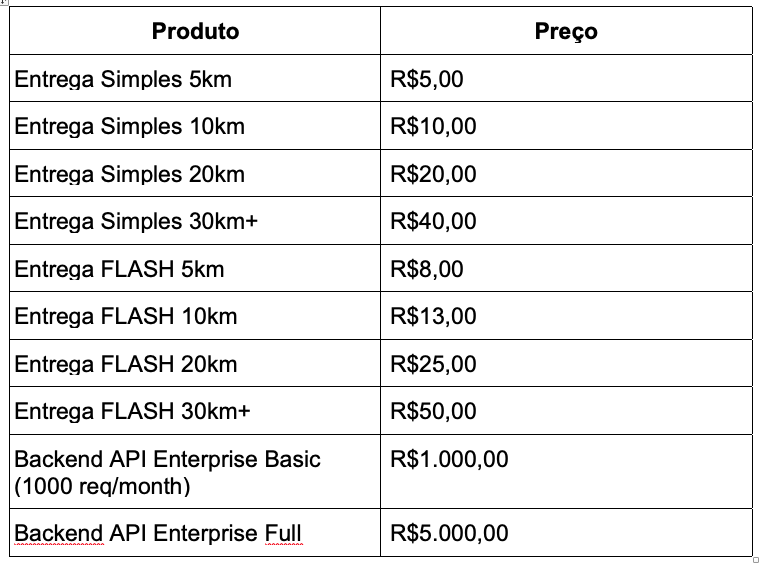 Produto Preço
Entrega Simples 5km R$5,00
Entrega Simples 10km R$10,00
Entrega Simples 20km R$20,00
Entrega Simples 30km+ R$40,00
Entrega FLASH 5km R$8,00
Entrega FLASH 10km R$13,00
Entrega FLASH 20km R$25,00
Entrega FLASH 30km+ R$50,00
Backend API Enterprise Basic R$1.000,00
(1000 req/month)
Backend API Enterprise Full R$5.000,00